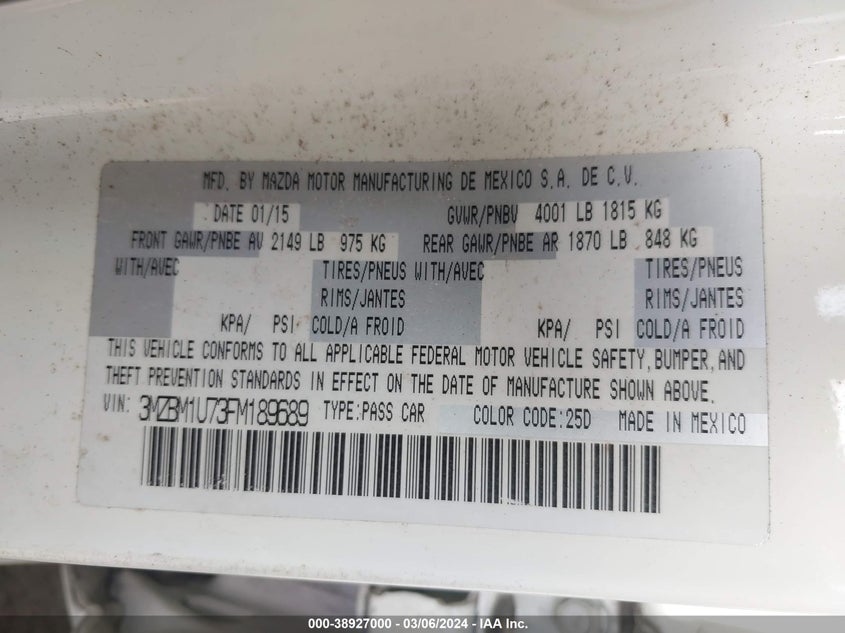 MFD. BY MAZDA MOTOR MANUFACTURING DE MEXICO S.A. DE C.V.
DATE 01/15 GVWR/PNBV 4001 LB 1815 KG
FRONT GAWR/PNBE AV 2149 LB 975 KG REAR GAWR/PNBE AR 1870 LB 848 KG
WITH/AVEC TIRES/PNEUS WITH/AVEC TIRES/PNEUS
RIMS/JANTES RIMS/JANTES
KPA/ PSI COLD/A FROID KPA/ PSI COLD/A FROID
THIS VEHICLE CONFORMS TO ALL APPLICABLE FEDERAL MOTOR VEHICLE SAFETY, BUMPER, AND
THEFT PREVENTION STANDARDS IN EFFECT ON THE DATE OF MANUFACTURE SHOWN ABOVE.
VIN: 3MZBM1U73FM189689 TYPE:PASS CAR COLOR CODE:25D MADE IN MEXICO
000-38927000 - 03/06/2024 - IAA Inc.